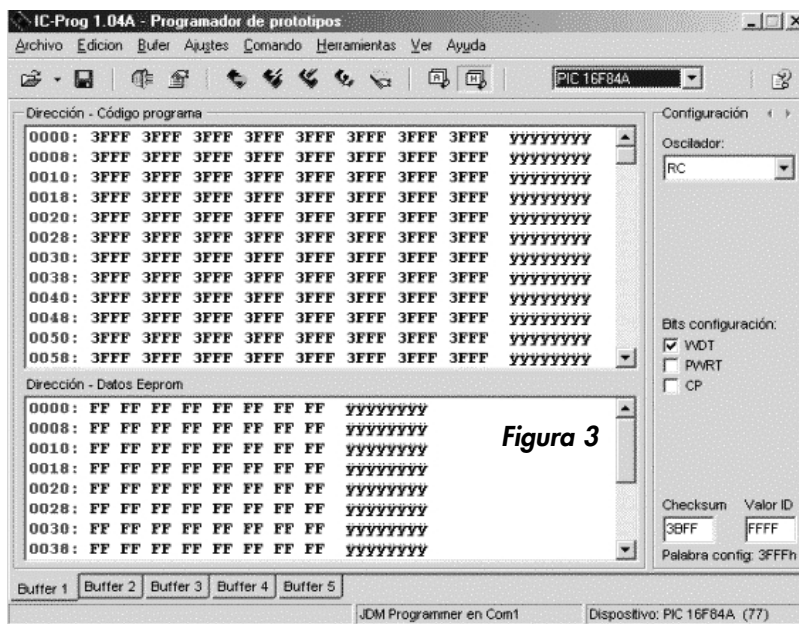 IC-Prog 1.04A - Programador de prototipos
Archivo Edicion Bufer Ajustes Comando Herramientas Ver Ayuda
PIC 16F84A
Dirección - Código programa
0000: 3FFF 3FFF 3FFF 3FFF 3FFF 3FFF 3FFF 3FFF ÿÿÿÿÿÿÿÿ
0008: 3FFF 3FFF 3FFF 3FFF 3FFF 3FFF 3FFF 3FFF ÿÿÿÿÿÿÿÿ
0010: 3FFF 3FFF 3FFF 3FFF 3FFF 3FFF 3FFF 3FFF ÿÿÿÿÿÿÿÿ
0018: 3FFF 3FFF 3FFF 3FFF 3FFF 3FFF 3FFF 3FFF ÿÿÿÿÿÿÿÿ
0020: 3FFF 3FFF 3FFF 3FFF 3FFF 3FFF 3FFF 3FFF ÿÿÿÿÿÿÿÿ
0028: 3FFF 3FFF 3FFF 3FFF 3FFF 3FFF 3FFF 3FFF ÿÿÿÿÿÿÿÿ
0030: 3FFF 3FFF 3FFF 3FFF 3FFF 3FFF 3FFF 3FFF ÿÿÿÿÿÿÿÿ
0038: 3FFF 3FFF 3FFF 3FFF 3FFF 3FFF 3FFF 3FFF ÿÿÿÿÿÿÿÿ
0040: 3FFF 3FFF 3FFF 3FFF 3FFF 3FFF 3FFF 3FFF ÿÿÿÿÿÿÿÿ
0048: 3FFF 3FFF 3FFF 3FFF 3FFF 3FFF 3FFF 3FFF ÿÿÿÿÿÿÿÿ
0050: 3FFF 3FFF 3FFF 3FFF 3FFF 3FFF 3FFF 3FFF ÿÿÿÿÿÿÿÿ
0058: 3FFF 3FFF 3FFF 3FFF 3FFF 3FFF 3FFF 3FFF ÿÿÿÿÿÿÿÿ
Dirección - Datos Eeprom
0000: FF FF FF FF FF FF FF FF ÿÿÿÿÿÿÿÿ
0008: FF FF FF FF FF FF FF FF ÿÿÿÿÿÿÿÿ
0010: FF FF FF FF FF FF FF FF ÿÿÿÿÿÿÿÿ
0018: FF FF FF FF FF FF FF FF ÿÿÿÿÿÿÿÿ
0020: FF FF FF FF FF FF FF FF ÿÿÿÿÿÿÿÿ
0028: FF FF FF FF FF FF FF FF ÿÿÿÿÿÿÿÿ
0030: FF FF FF FF FF FF FF FF ÿÿÿÿÿÿÿÿ
0038: FF FF FF FF FF FF FF FF ÿÿÿÿÿÿÿÿ
Figura 3
Configuración
Oscilador:
RC
Bits configuración:
WDT
PWRT
CP
Checksum Valor ID
3BFF FFFF
Palabra config: 3FFFh
Buffer 1 Buffer 2 Buffer 3 Buffer 4 Buffer 5
JDM Programmer en Com1 Dispositivo: PIC 16F84A (77)